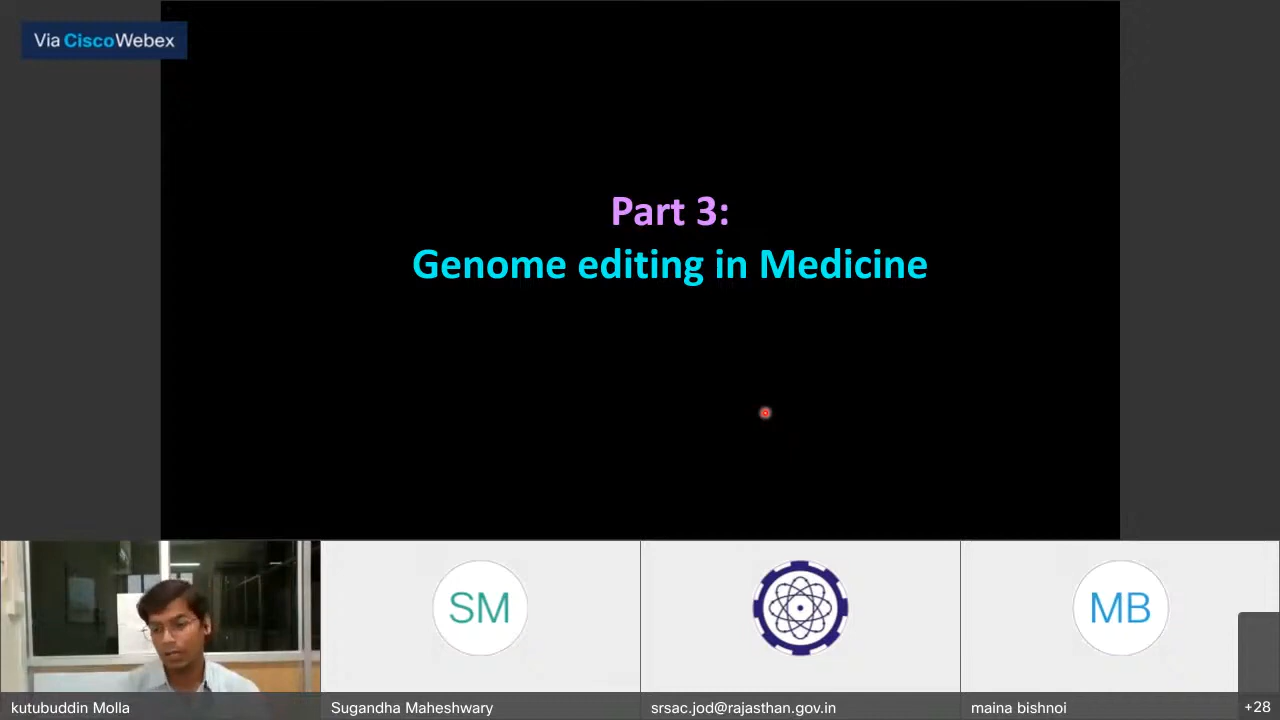 Via CiscoWebex
Part 3:
Genome editing in Medicine
SM
MB
kutubuddin Molla
Sugandha Maheshwary
srsac.jod@rajasthan.gov.in
maina bishnoi
+28